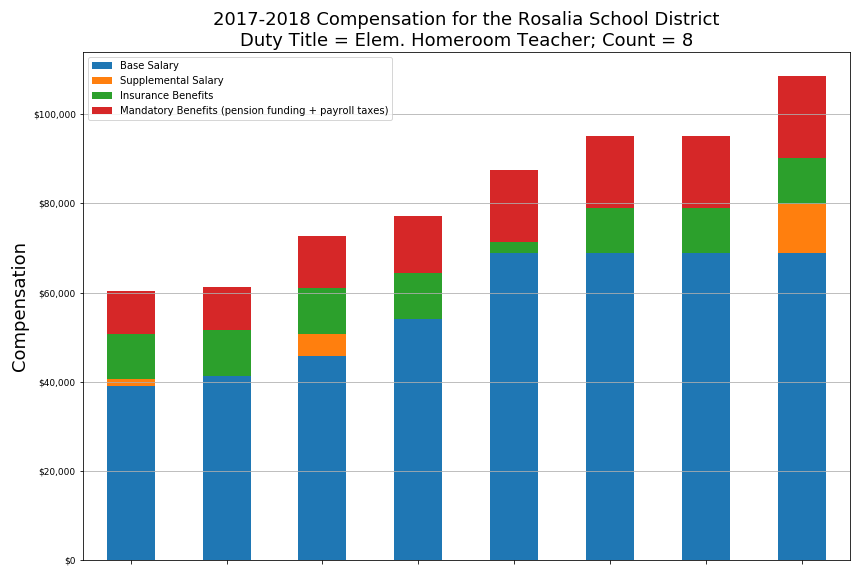 2017-2018 Compensation for the Rosalia School District
Duty Title = Elem. Homeroom Teacher; Count = 8
Base Salary
Supplemental Salary
Insurance Benefits
Mandatory Benefits (pension funding + payroll taxes)
$100,000
$80,000
$60,000
$40,000
$20,000
$0
Compensation